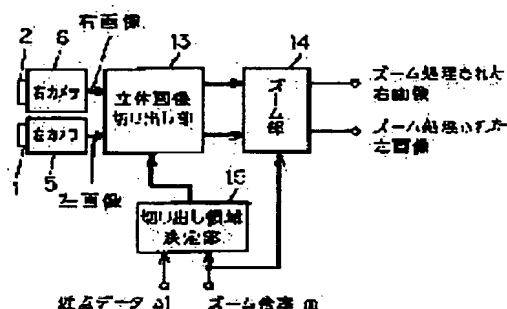 右画像
2 6 13 14
右カメラ
立体画像
切り出し部
ズーム部
ズーム処理された
右画像
左カメラ
ズーム処理された
左画像
1 5
左画像
15
切り出し領域
決定部
近点データ
ズーム倍率 m